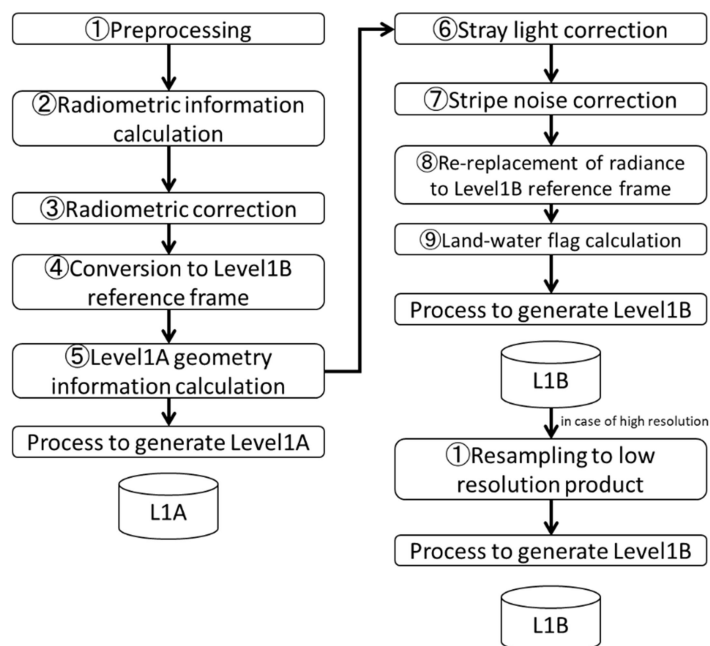 ①Preprocessing
②Radiometric information
calculation
③Radiometric correction
④Conversion to Level1B
reference frame
⑤Level1A geometry
information calculation
Process to generate Level1A
L1A
⑥Stray light correction
⑦Stripe noise correction
⑧Re-replacement of radiance
to Level1B reference frame
⑨Land-water flag calculation
Process to generate Level1B
L1B
in case of high resolution
①Resampling to low
resolution product
Process to generate Level1B
L1B